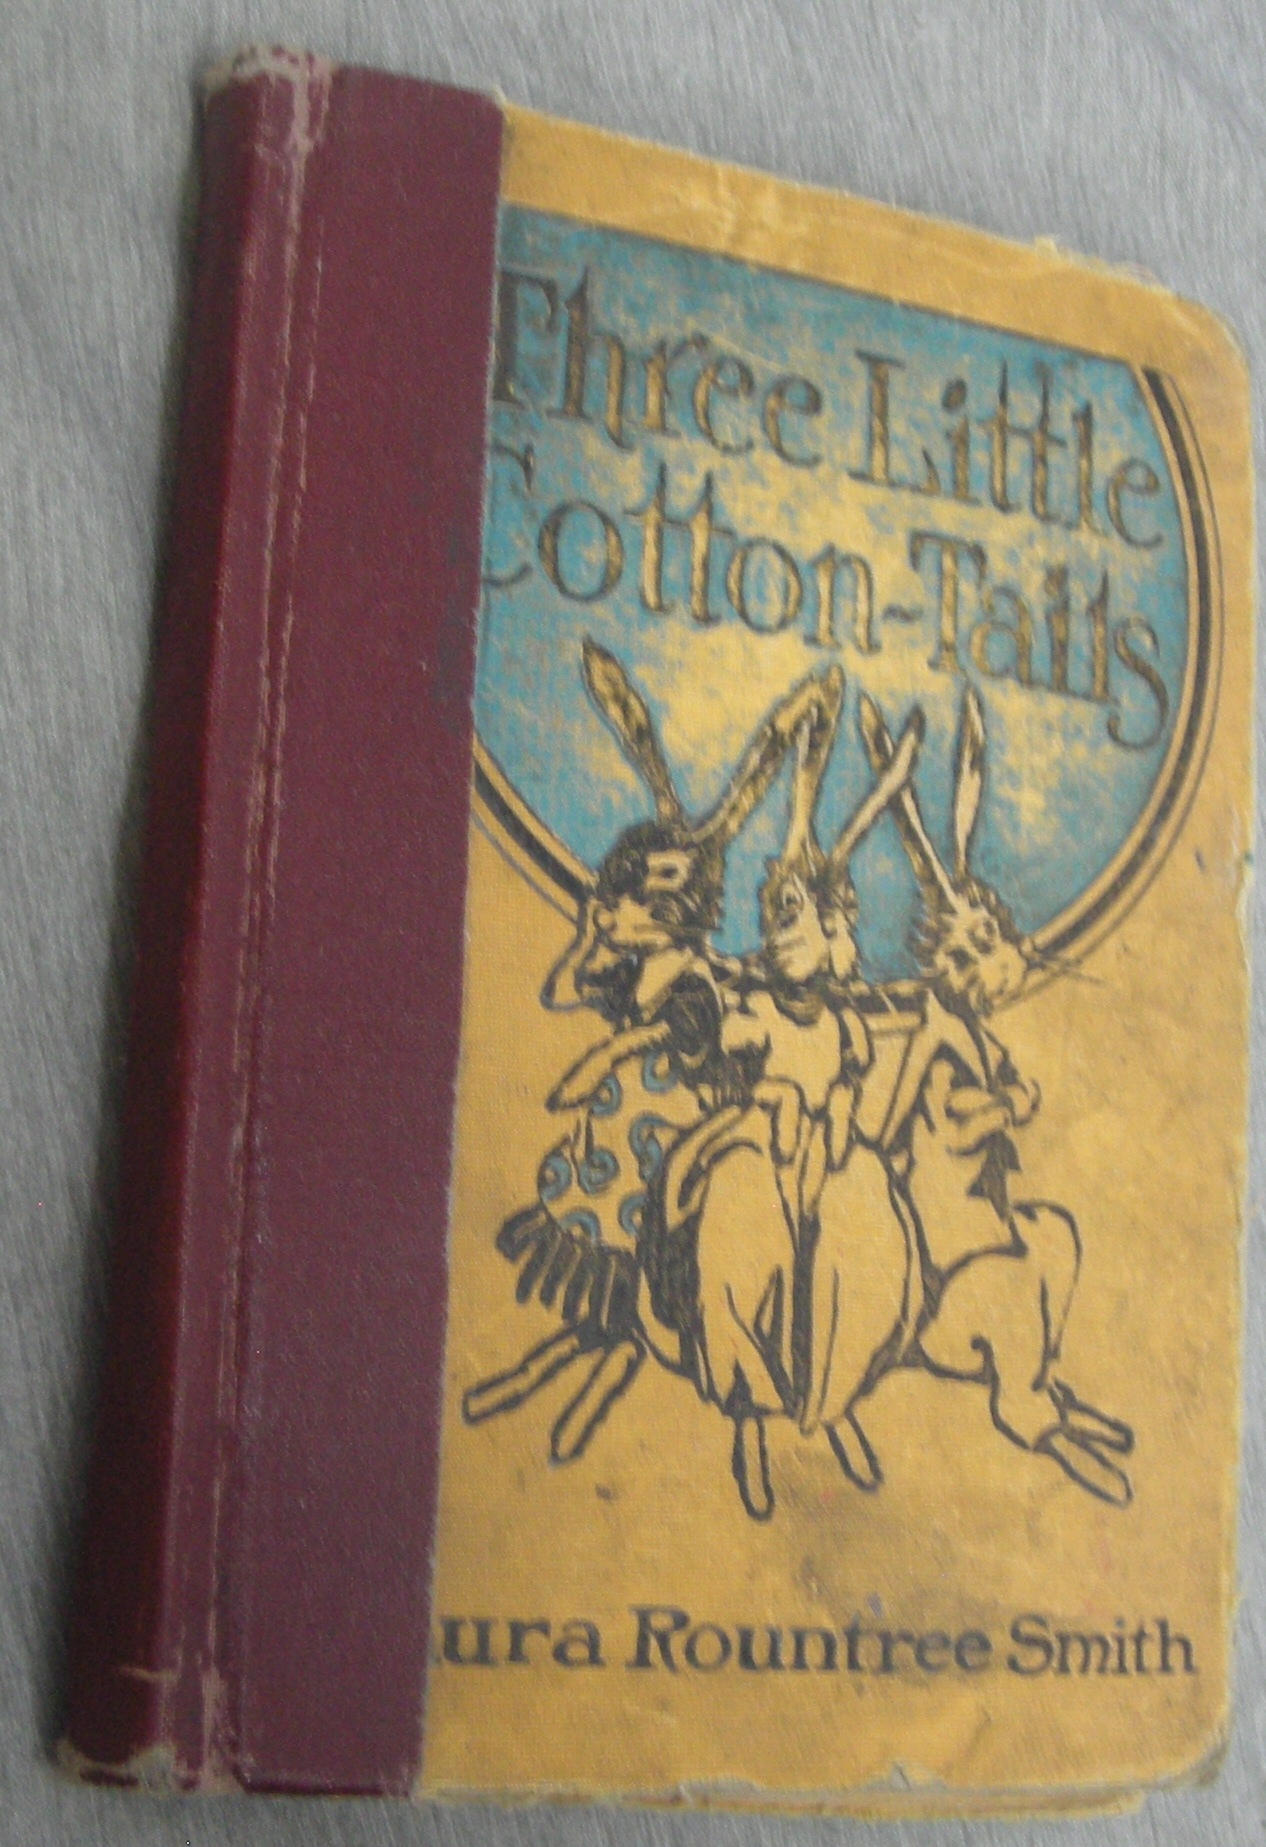 Three Little
Cotton-Tails
ura Rountree Smith